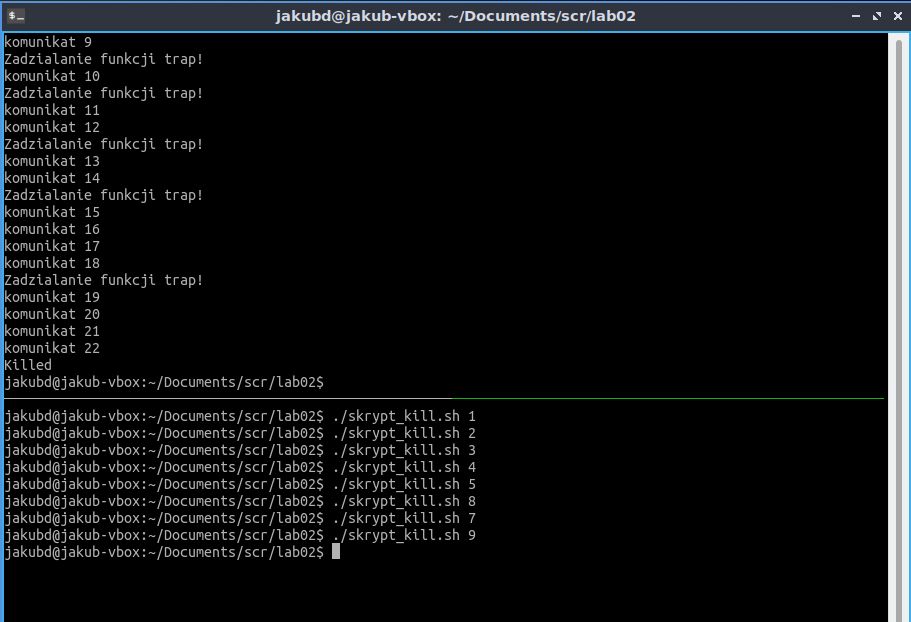 jakubd@jakub-vbox: ~/Documents/scr/lab02
komunikat 9
Zadzialanie funkcji trap!
komunikat 10
Zadzialanie funkcji trap!
komunikat 11
komunikat 12
Zadzialanie funkcji trap!
komunikat 13
komunikat 14
Zadzialanie funkcji trap!
komunikat 15
komunikat 16
komunikat 17
komunikat 18
Zadzialanie funkcji trap!
komunikat 19
komunikat 20
komunikat 21
komunikat 22
Killed
jakubd@jakub-vbox:~/Documents/scr/lab02$
jakubd@jakub-vbox:~/Documents/scr/lab02$ ./skrypt_kill.sh 1
jakubd@jakub-vbox:~/Documents/scr/lab02$ ./skrypt_kill.sh 2
jakubd@jakub-vbox:~/Documents/scr/lab02$ ./skrypt_kill.sh 3
jakubd@jakub-vbox:~/Documents/scr/lab02$ ./skrypt_kill.sh 4
jakubd@jakub-vbox:~/Documents/scr/lab02$ ./skrypt_kill.sh 5
jakubd@jakub-vbox:~/Documents/scr/lab02$ ./skrypt_kill.sh 8
jakubd@jakub-vbox:~/Documents/scr/lab02$ ./skrypt_kill.sh 7
jakubd@jakub-vbox:~/Documents/scr/lab02$ ./skrypt_kill.sh 9
jakubd@jakub-vbox:~/Documents/scr/lab02$